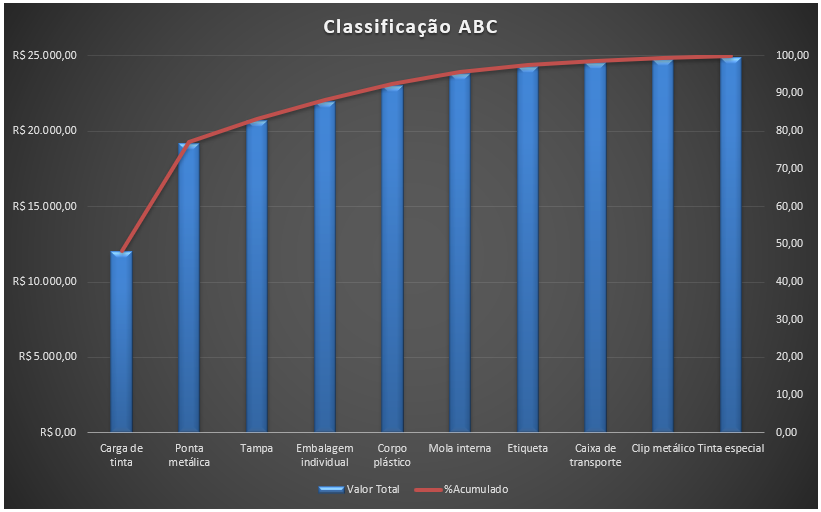 Classificação ABC
R$ 25.000,00
R$ 20.000,00
R$ 15.000,00
R$ 10.000,00
R$ 5.000,00
R$ 0,00
100,00
90,00
80,00
70,00
60,00
50,00
40,00
30,00
20,00
10,00
0,00
Carga de
tinta
Ponta
metálica
Tampa
Embalagem
individual
Corpo
plástico
Mola interna
Etiqueta
Caixa de
transporte
Clip metálico
Tinta especial
Valor Total
%Acumulado